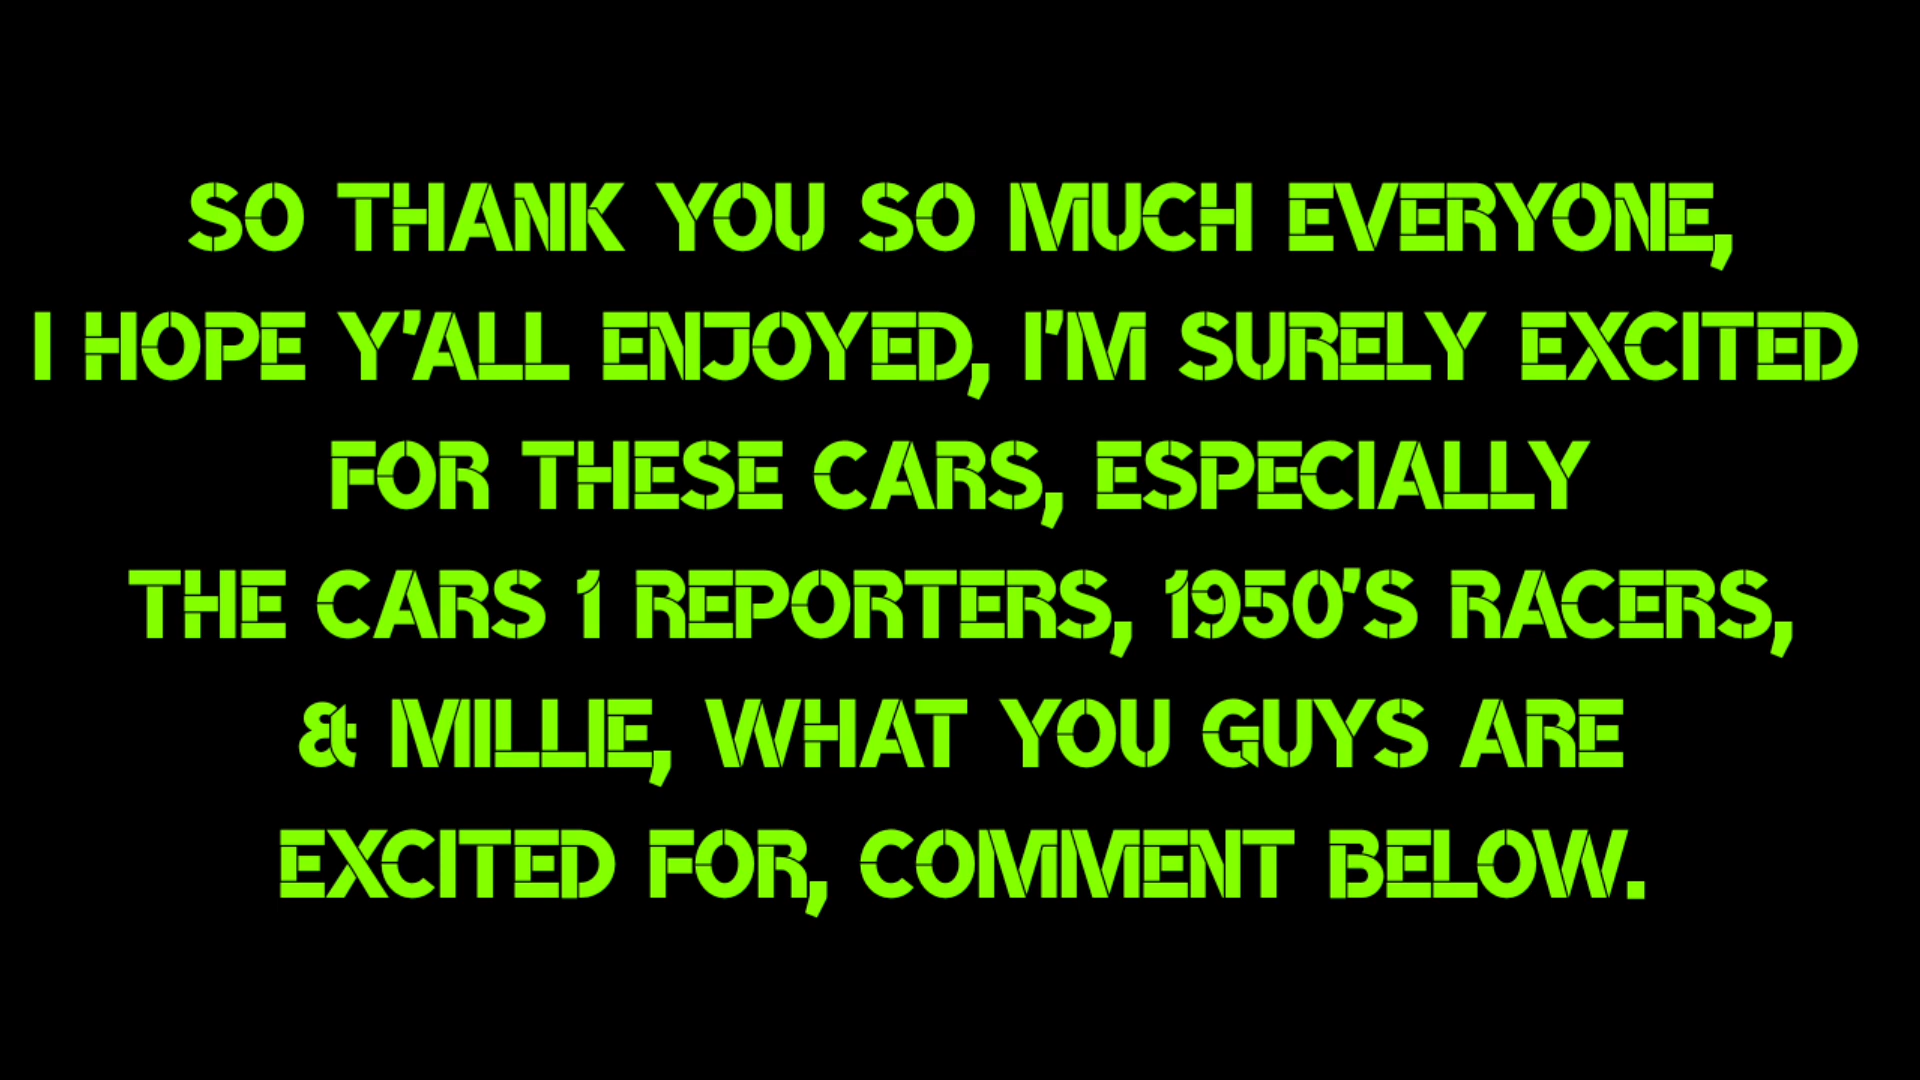 SO THANK YOU SO MUCH EVERYONE,
I HOPE Y'ALL ENJOYED, I'M SURELY EXCITED
FOR THESE CARS, ESPECIALLY
THE CARS 1 REPORTERS, 1950'S RACERS,
& MILLIE, WHAT YOU GUYS ARE
EXCITED FOR, COMMENT BELOW.